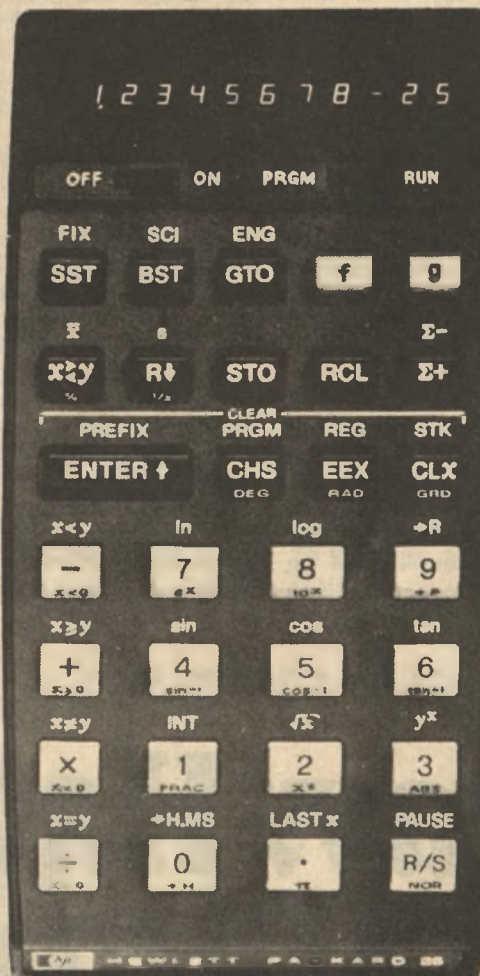 1.2345678-25
OFF ON PRGM RUN
FIX SCI ENG
SST BST GTO f g
x̄ s Σ-
x≷y R↓ STO RCL Σ+
% 1/x
CLEAR
PREFIX PRGM REG STK
ENTER ↑ CHS EEX CLX
DEG RAD GRD
x<y ln log →R
- 7 8 9
x<0 eˣ 10ˣ →P
x≥y sin cos tan
+ 4 5 6
x≥0 sin⁻¹ cos⁻¹ tan⁻¹
x≠y INT √x yˣ
× 1 2 3
x≠0 FRAC x² ABS
x=y →H.MS LAST x PAUSE
÷ 0 · R/S
x=0 →H π NOR
hp HEWLETT PACKARD 25